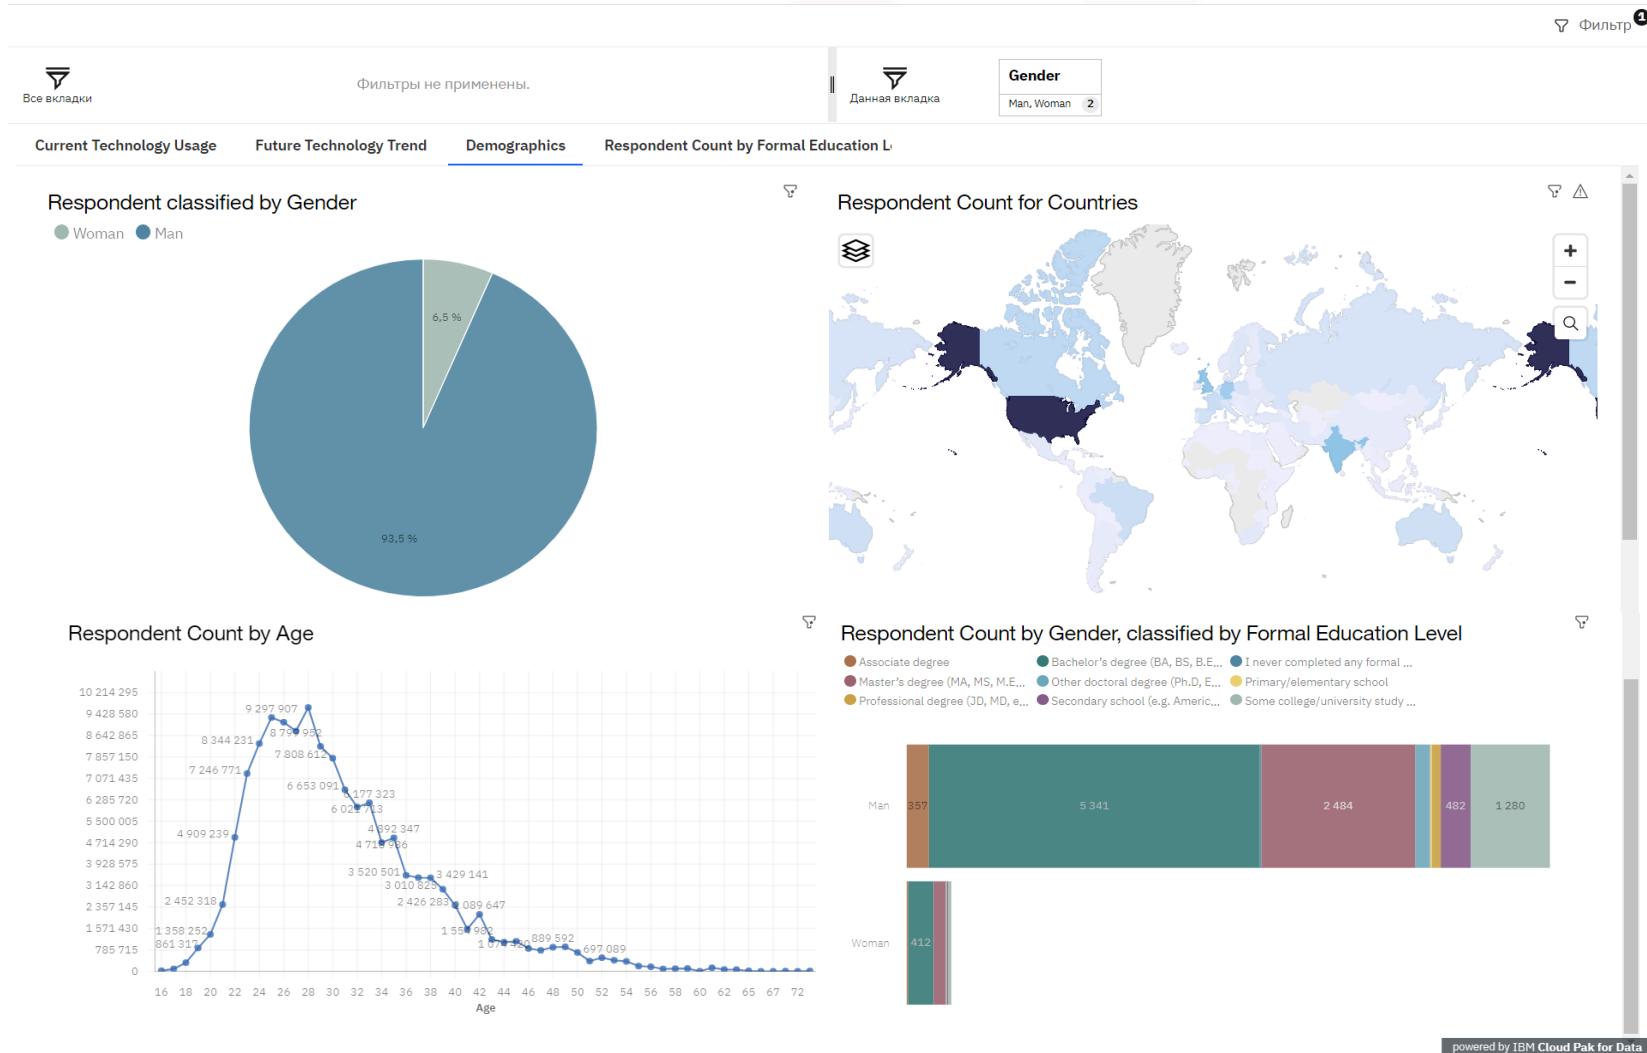 Фильтр 1
Все вкладки
Фильтры не применены.
Данная вкладка
Gender
Man, Woman 2
Current Technology Usage
Future Technology Trend
Demographics
Respondent Count by Formal Education L
Respondent classified by Gender
Woman Man
6,5 %
93,5 %
Respondent Count for Countries
Respondent Count by Age
10 214 295
9 428 580
8 642 865
7 857 150
7 071 435
6 285 720
5 500 005
4 714 290
3 928 575
3 142 860
2 357 145
1 571 430
785 715
0
9 297 907
8 344 231
7 808 612
7 246 771
6 653 091
6 177 323
4 909 239
4 892 347
3 520 501
3 429 141
2 452 318
2 426 283
2 089 647
1 358 252
861 317
889 592
697 089
16 18 20 22 24 26 28 30 32 34 36 38 40 42 44 46 48 50 52 54 56 58 60 62 65 67 72
Age
Respondent Count by Gender, classified by Formal Education Level
Associate degree
Bachelor's degree (BA, BS, B.E...
I never completed any formal ...
Master's degree (MA, MS, M.E...
Other doctoral degree (Ph.D, E...
Primary/elementary school
Professional degree (JD, MD, e...
Secondary school (e.g. Americ...
Some college/university study ...
Man
357
5 341
2 484
482
1 280
Woman
412
powered by IBM Cloud Pak for Data